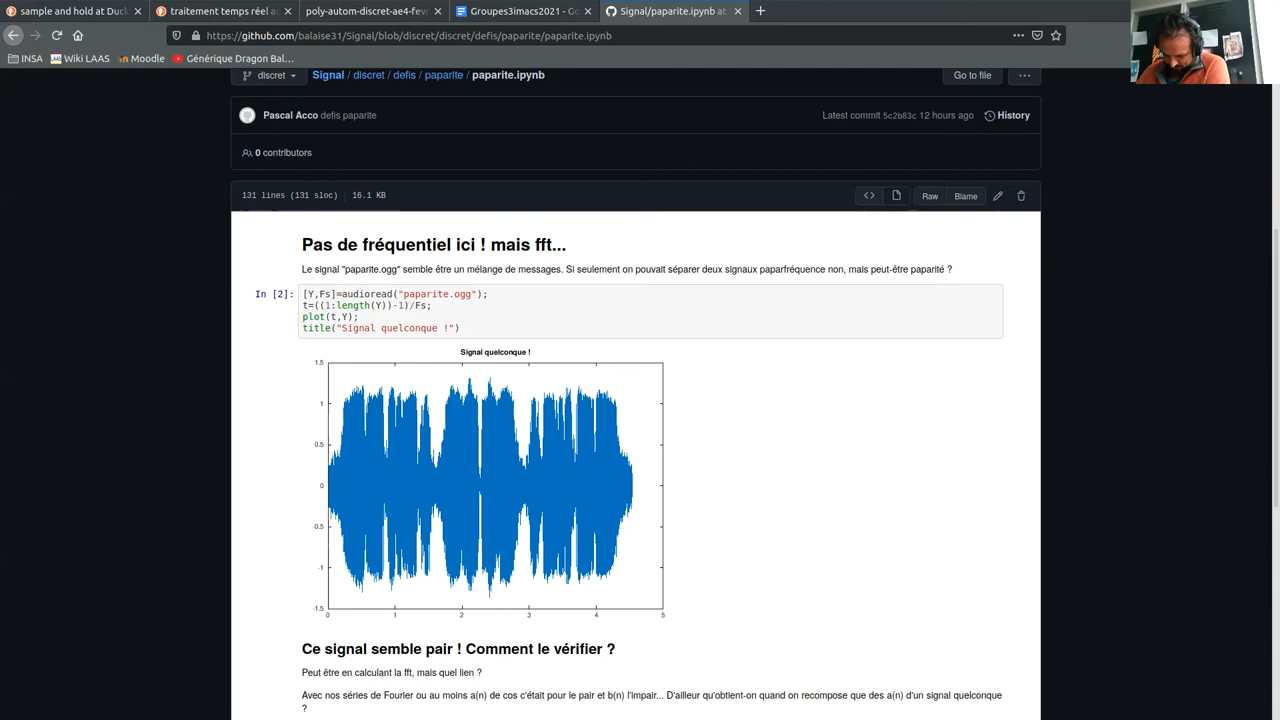 sample and hold at Duck
traitement temps réel as
poly-autom-discret-ae4-fevr
Groupes3imacs2021 - Go
Signal/paparite.ipynb at
https://github.com/balaise31/Signal/blob/discret/discret/defis/paparite/paparite.ipynb
INSA
Wiki LAAS
Moodle
Générique Dragon Bal…
discret
Signal / discret / defis / paparite / paparite.ipynb
Go to file
Pascal Acco defis paparite
Latest commit 5c2b83c 12 hours ago
History
0 contributors
131 lines (131 sloc)
16.1 KB
Raw
Blame
Pas de fréquentiel ici ! mais fft...
Le signal "paparite.ogg" semble être un mélange de messages. Si seulement on pouvait séparer deux signaux paparfréquence non, mais peut-être paparité ?
In [2]:
[Y,Fs]=audioread("paparite.ogg");
t=((1:length(Y))-1)/Fs;
plot(t,Y);
title("Signal quelconque !")
Signal quelconque !
1.5
1
0.5
0
-0.5
-1
-1.5
0 1 2 3 4 5
Ce signal semble pair ! Comment le vérifier ?
Peut être en calculant la fft, mais quel lien ?
Avec nos séries de Fourier ou au moins a(n) de cos c'était pour le pair et b(n) l'impair... D'ailleur qu'obtient-on quand on recompose que des a(n) d'un signal quelconque
?